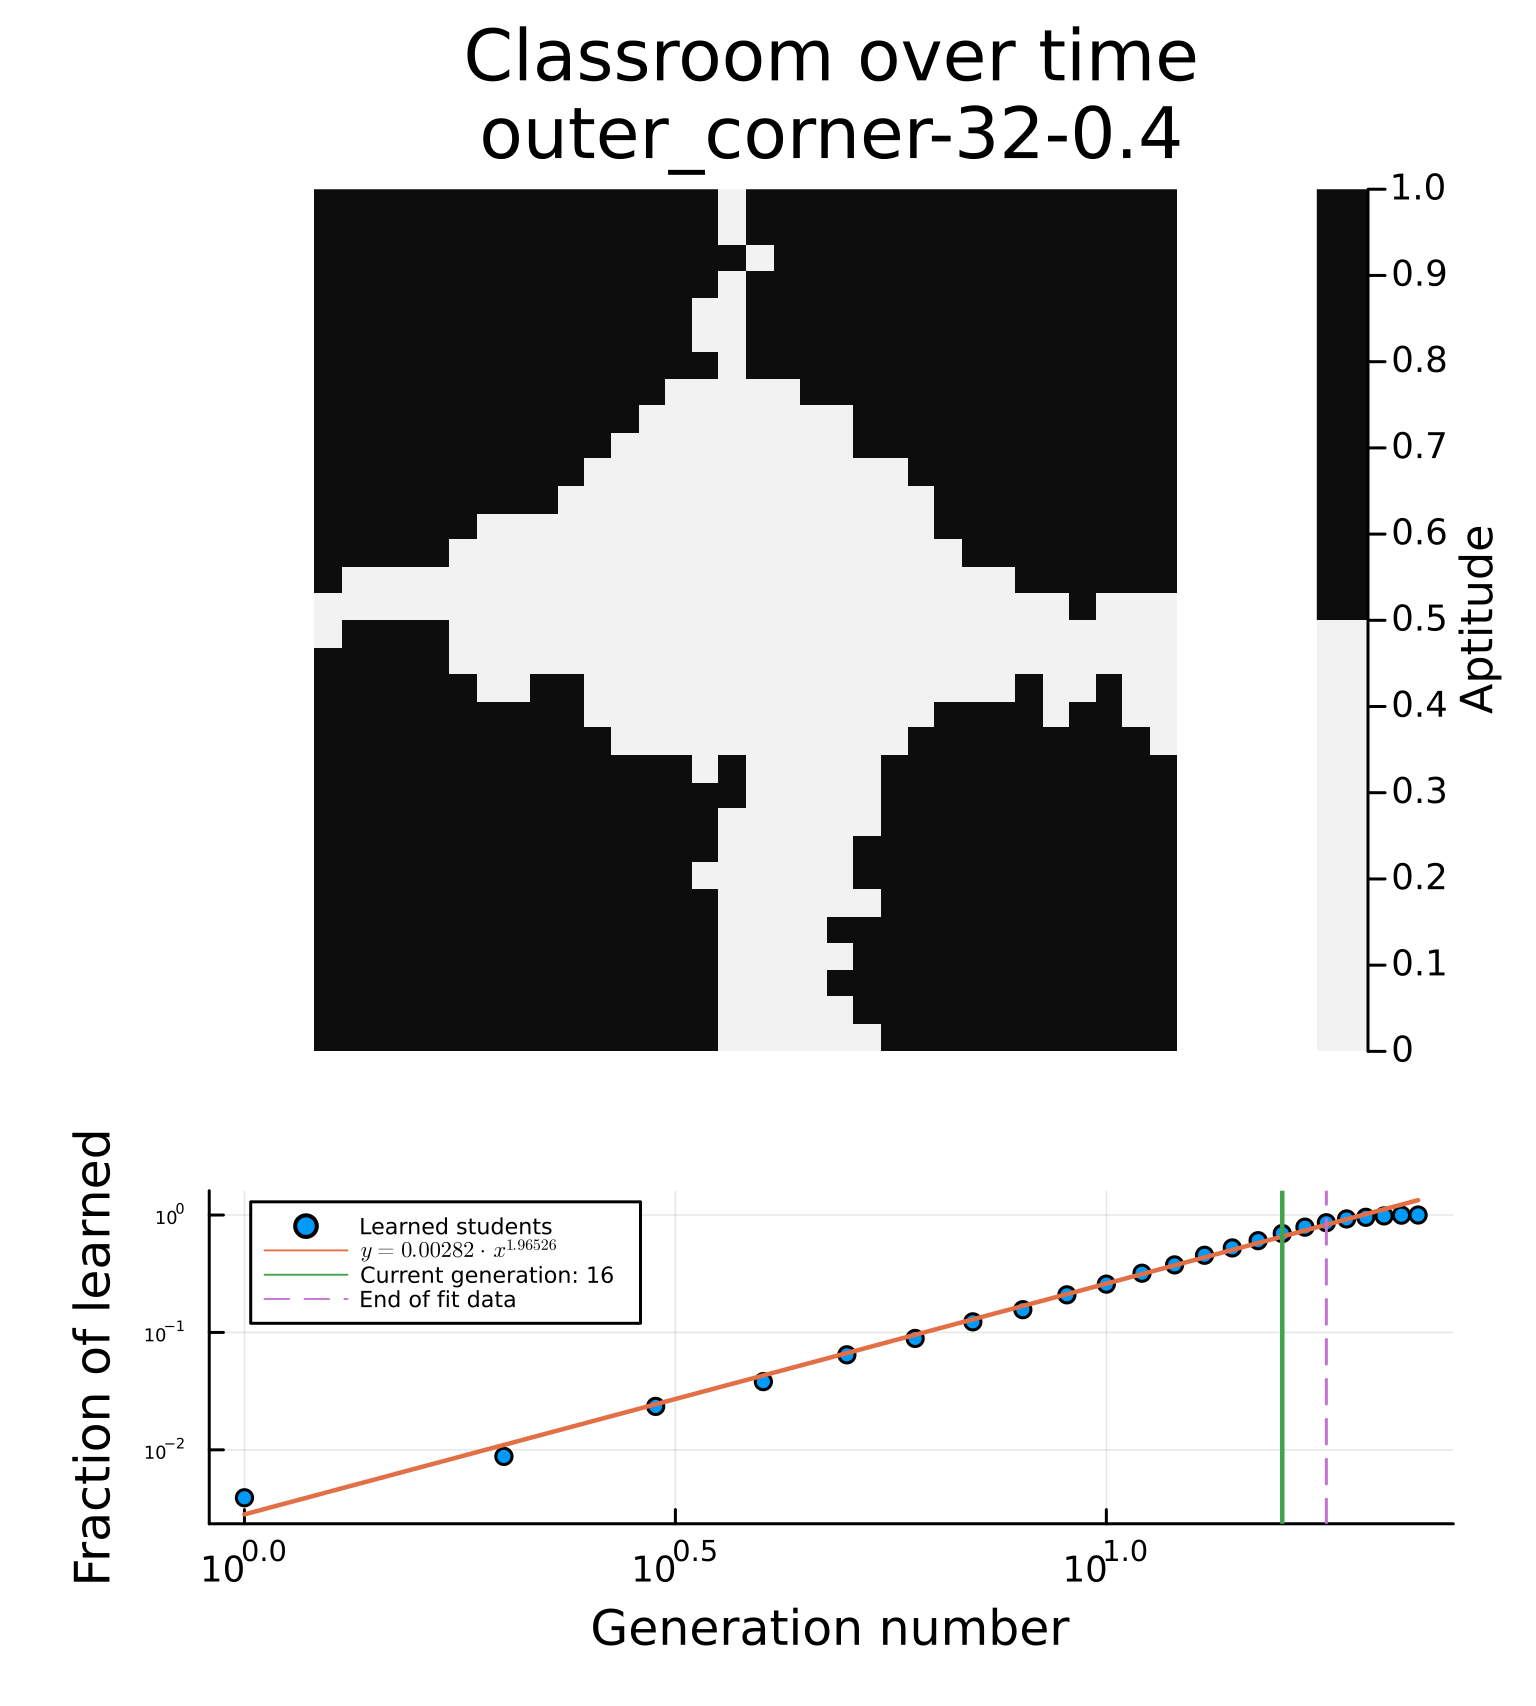 Classroom over time
outer_corner-32-0.4
1.0
0.9
0.8
0.7
0.6
0.5
0.4
0.3
0.2
0.1
0
Aptitude
Fraction of learned
10⁰
10⁻¹
10⁻²
Learned students
y = 0.00282 · x^1.96526
Current generation: 16
End of fit data
10^0.0
10^0.5
10^1.0
Generation number